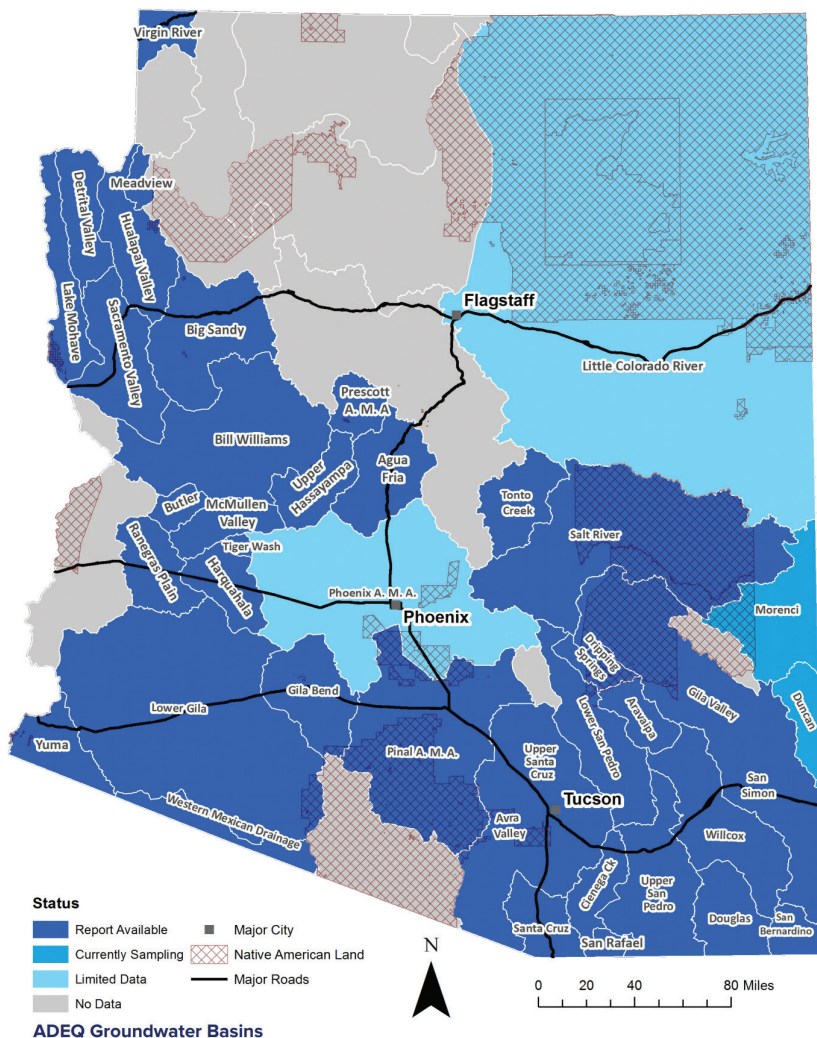 Virgin River
Meadview
Detrital Valley
Hualapai Valley
Lake Mohave
Sacramento Valley
Big Sandy
Flagstaff
Little Colorado River
Prescott
A. M. A
Bill Williams
Upper
Hassayampa
Agua
Fria
Butler
McMullen
Valley
Tiger Wash
Ranegras Plain
Harquahala
Tonto
Creek
Salt River
Phoenix A. M. A.
Phoenix
Morenci
Dripping
Springs
Duncan
Gila Valley
Gila Bend
Lower Gila
Yuma
Aravaipa
Lower San Pedro
Pinal A. M. A.
Upper
Santa
Cruz
San
Simon
Tucson
Western Mexican Drainage
Avra
Valley
Willcox
Cienega Ck
Upper
San
Pedro
Douglas
San
Bernardino
Santa Cruz
San Rafael
Status
Report Available
Currently Sampling
Limited Data
No Data
Major City
Native American Land
Major Roads
N
0 20 40 80 Miles
ADEQ Groundwater Basins